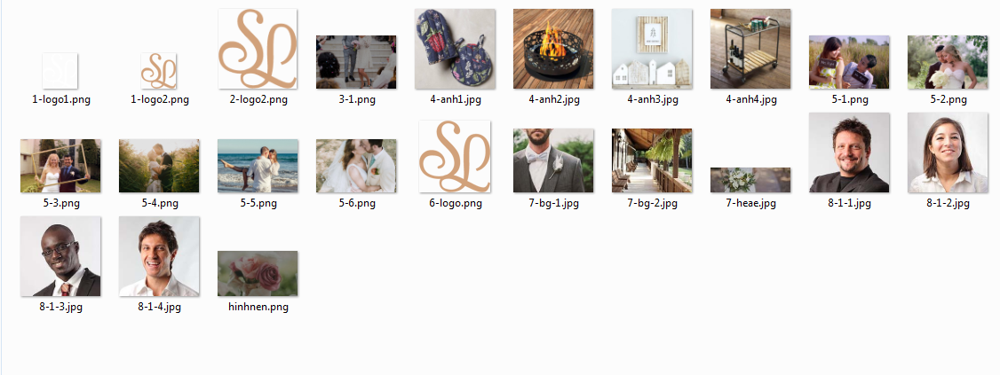 SL
SL
1-logo1.png
1-logo2.png
2-logo2.png
3-1.png
4-anh1.jpg
4-anh2.jpg
4-anh3.jpg
4-anh4.jpg
5-1.png
5-2.png
SL
5-3.png
5-4.png
5-5.png
5-6.png
6-logo.png
7-bg-1.jpg
7-bg-2.jpg
7-heae.jpg
8-1-1.jpg
8-1-2.jpg
8-1-3.jpg
8-1-4.jpg
hinhnen.png